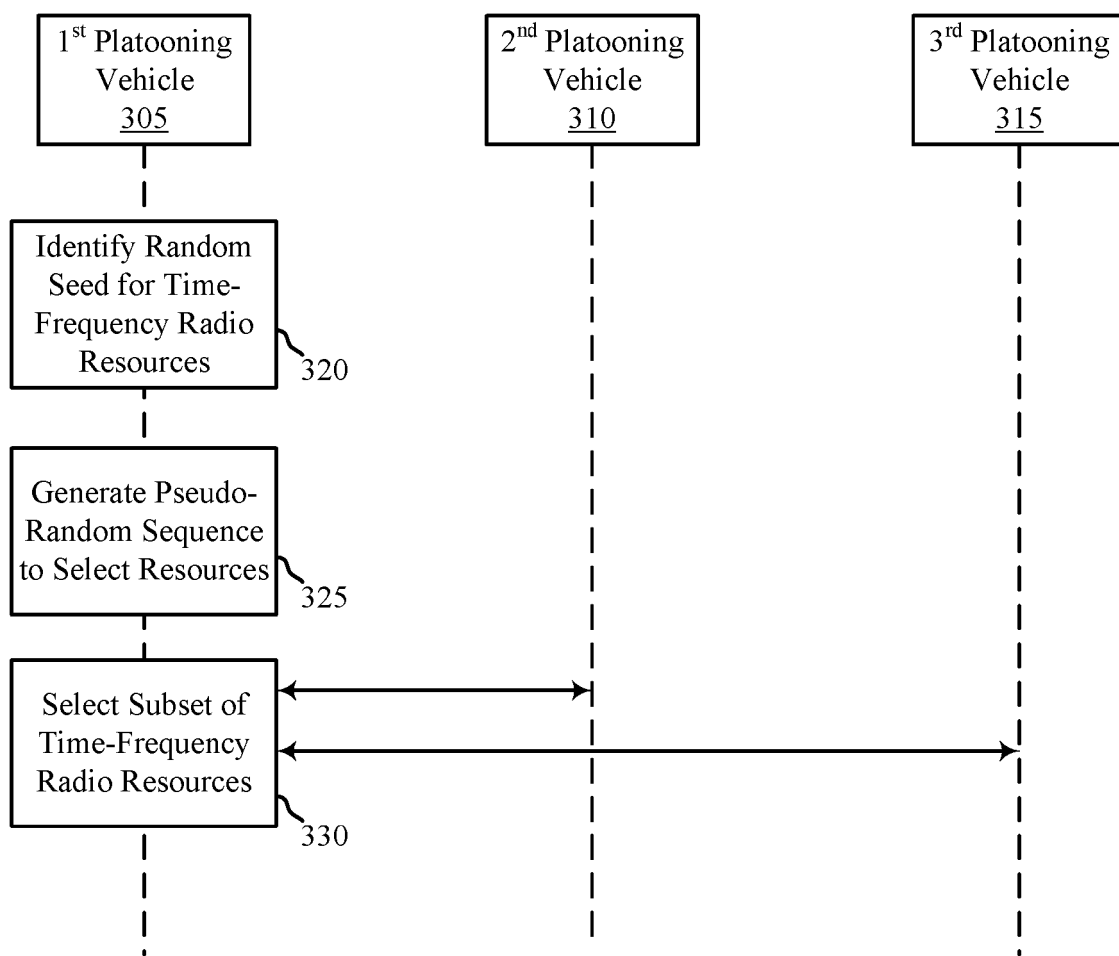 1st Platooning
Vehicle
305
2nd Platooning
Vehicle
310
3rd Platooning
Vehicle
315
Identify Random
Seed for Time-
Frequency Radio
Resources
320
Generate Pseudo-
Random Sequence
to Select Resources
325
Select Subset of
Time-Frequency
Radio Resources
330